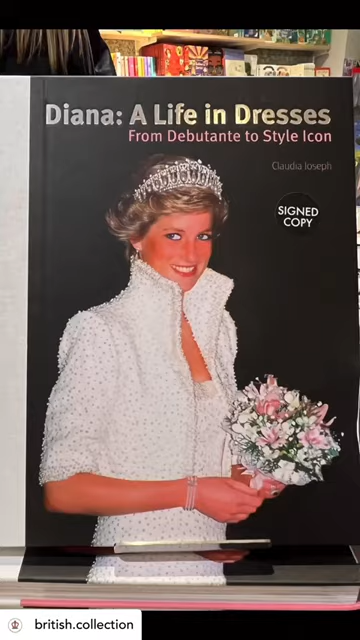 Diana: A Life in Dresses
From Debutante to Style Icon
Claudia Joseph
SIGNED
COPY
british.collection